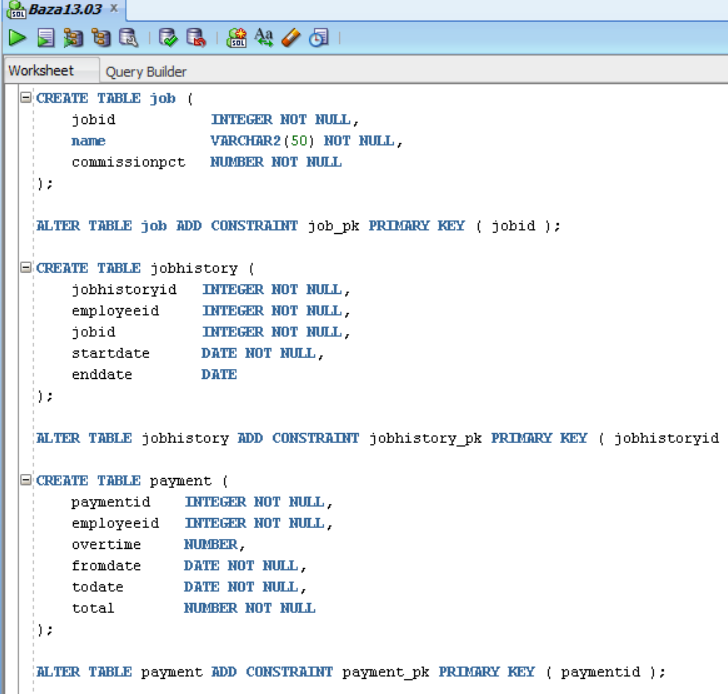 Baza13.03
Worksheet Query Builder
CREATE TABLE job (
jobid INTEGER NOT NULL,
name VARCHAR2(50) NOT NULL,
commissionpct NUMBER NOT NULL
);
ALTER TABLE job ADD CONSTRAINT job_pk PRIMARY KEY ( jobid );
CREATE TABLE jobhistory (
jobhistoryid INTEGER NOT NULL,
employeeid INTEGER NOT NULL,
jobid INTEGER NOT NULL,
startdate DATE NOT NULL,
enddate DATE
);
ALTER TABLE jobhistory ADD CONSTRAINT jobhistory_pk PRIMARY KEY ( jobhistoryid
CREATE TABLE payment (
paymentid INTEGER NOT NULL,
employeeid INTEGER NOT NULL,
overtime NUMBER,
fromdate DATE NOT NULL,
todate DATE NOT NULL,
total NUMBER NOT NULL
);
ALTER TABLE payment ADD CONSTRAINT payment_pk PRIMARY KEY ( paymentid );